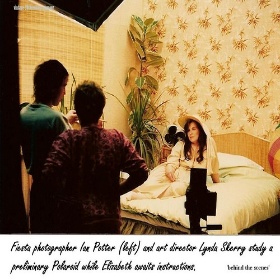 Fiesta photographer Ian Potter (left) and art director Lynda Skerry study a
preliminary Polaroid while Elizabeth awaits instructions.
'behind the scenes'